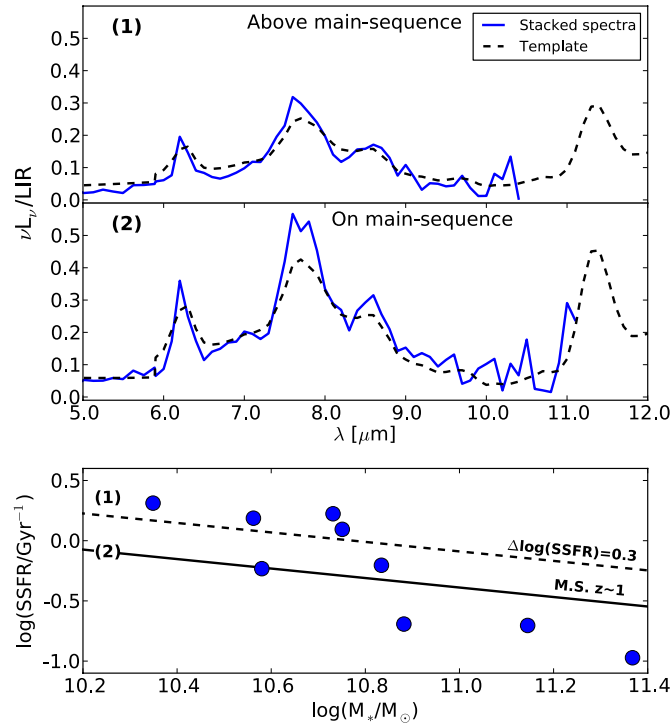 (1) Above main-sequence
Stacked spectra
Template
0.5
0.4
0.3
0.2
0.1
0.0
(2) On main-sequence
0.5
0.4
0.3
0.2
0.1
0.0
νL_ν/LIR
5.0 6.0 7.0 8.0 9.0 10.0 11.0 12.0
λ [μm]
0.5
0.0
-0.5
-1.0
log(SSFR/Gyr⁻¹)
(1)
(2)
Δlog(SSFR)=0.3
M.S. z~1
10.2 10.4 10.6 10.8 11.0 11.2 11.4
log(M_*/M_⊙)